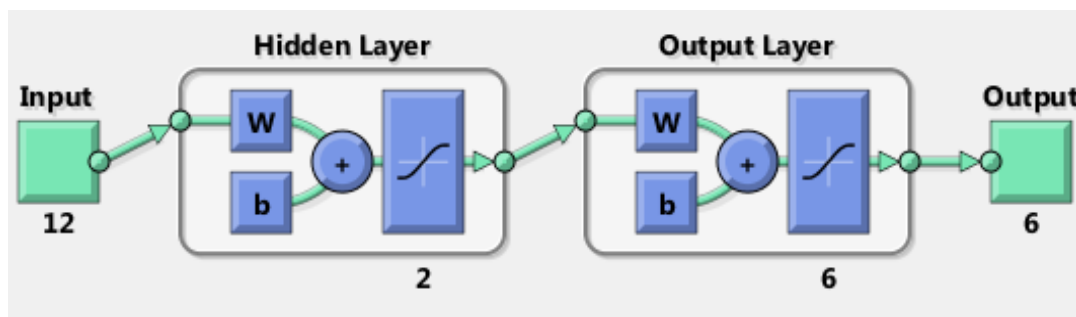 Hidden Layer
Output Layer
Input
Output
W
W
+
+
b
b
12
6
2
6